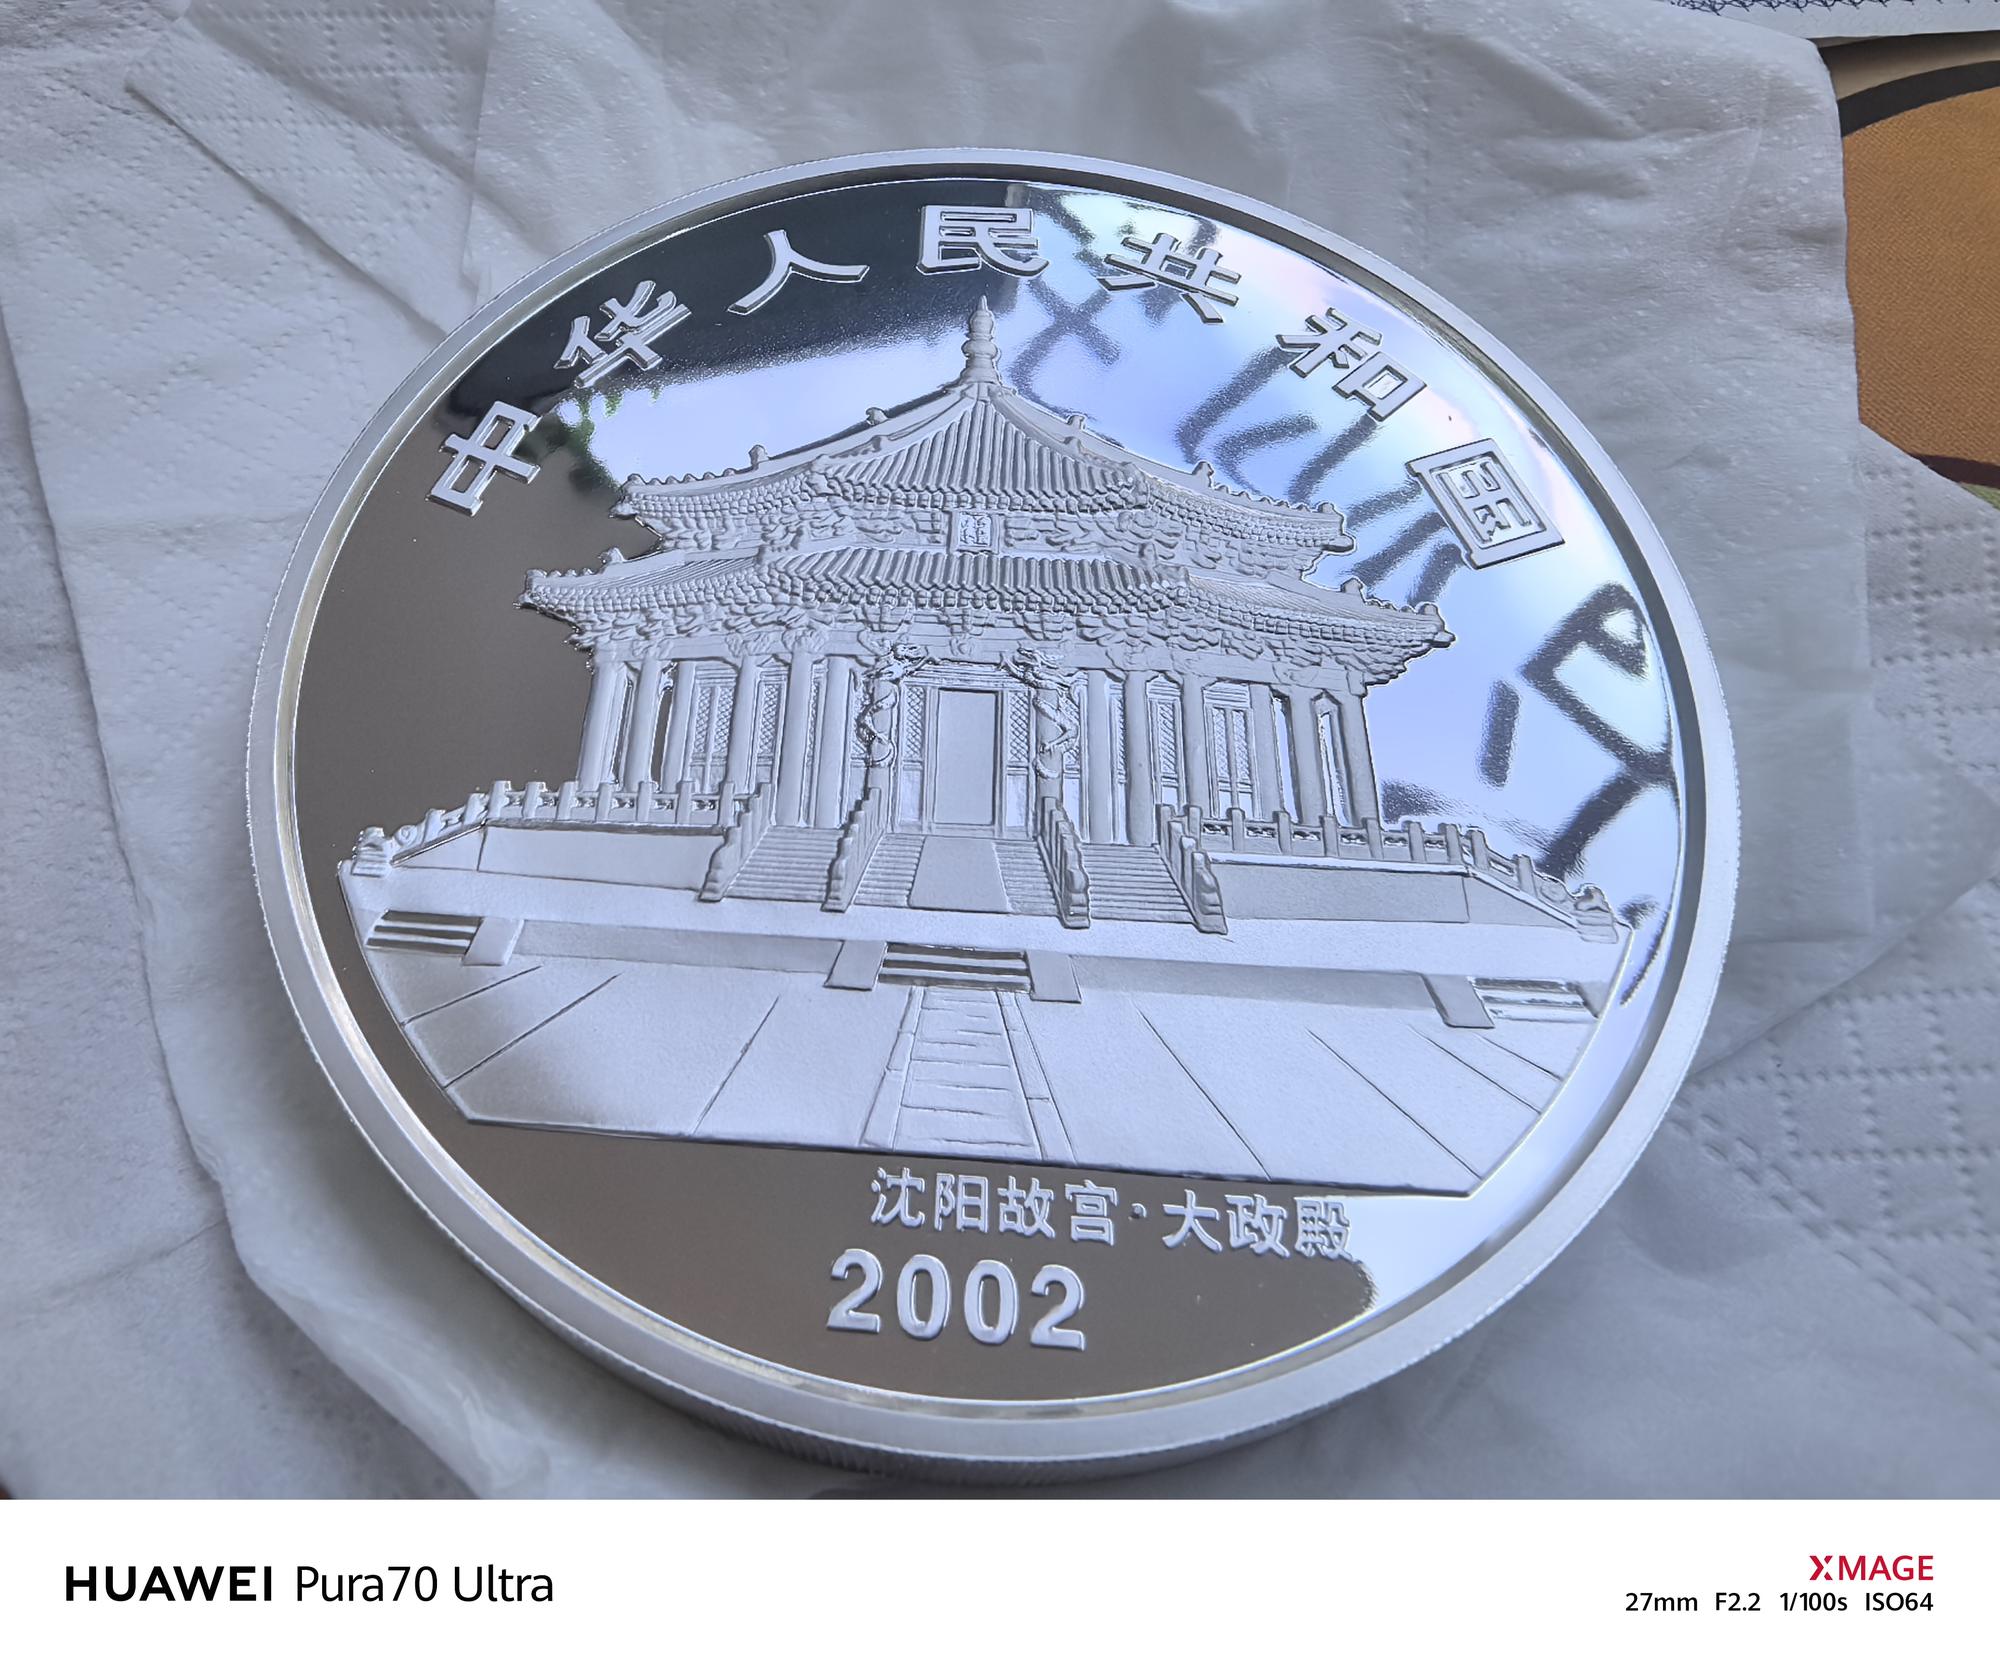 中华人民共和国
沈阳故宫·大政殿
2002
HUAWEI Pura70 Ultra
XMAGE
27mm F2.2 1/100s ISO64